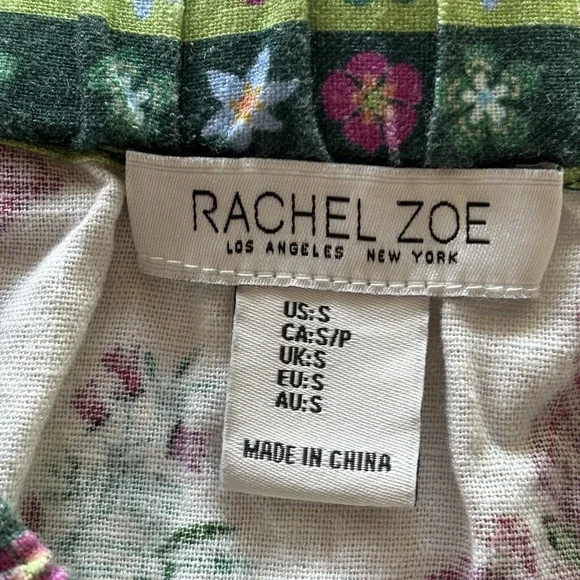 RACHEL ZOE
LOS ANGELES NEW YORK
US:S
CA:S/P
UK:S
EU:S
AU:S
MADE IN CHINA